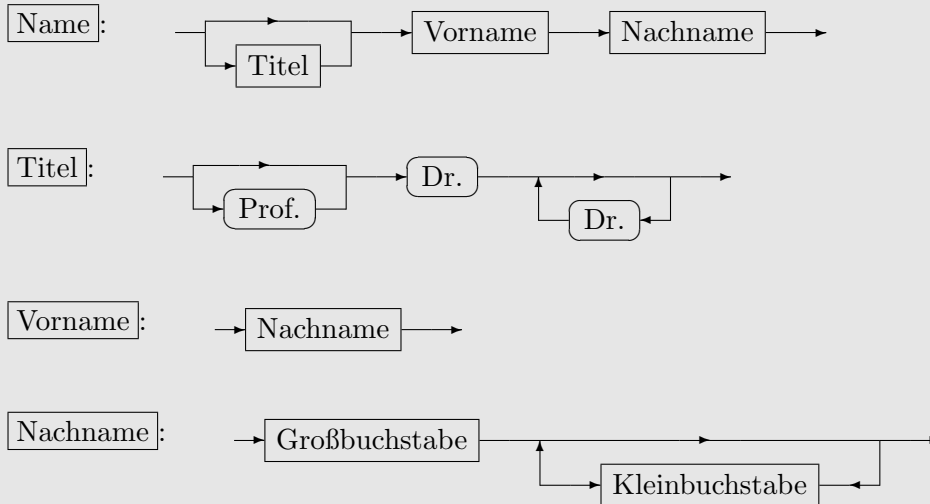 Name: Titel Vorname Nachname
Titel: Prof. Dr. Dr.
Vorname: Nachname
Nachname: Großbuchstabe Kleinbuchstabe